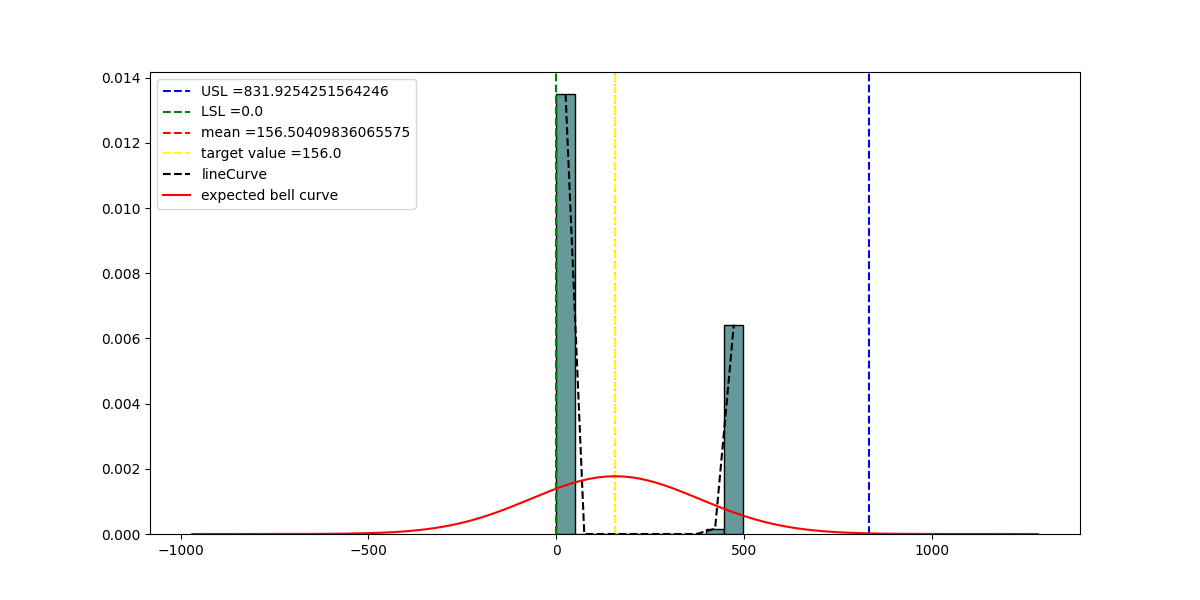 0.014
0.012
0.010
0.008
0.006
0.004
0.002
0.000
USL =831.9254251564246
LSL =0.0
mean =156.50409836065575
target value =156.0
lineCurve
expected bell curve
−1000 −500 0 500 1000